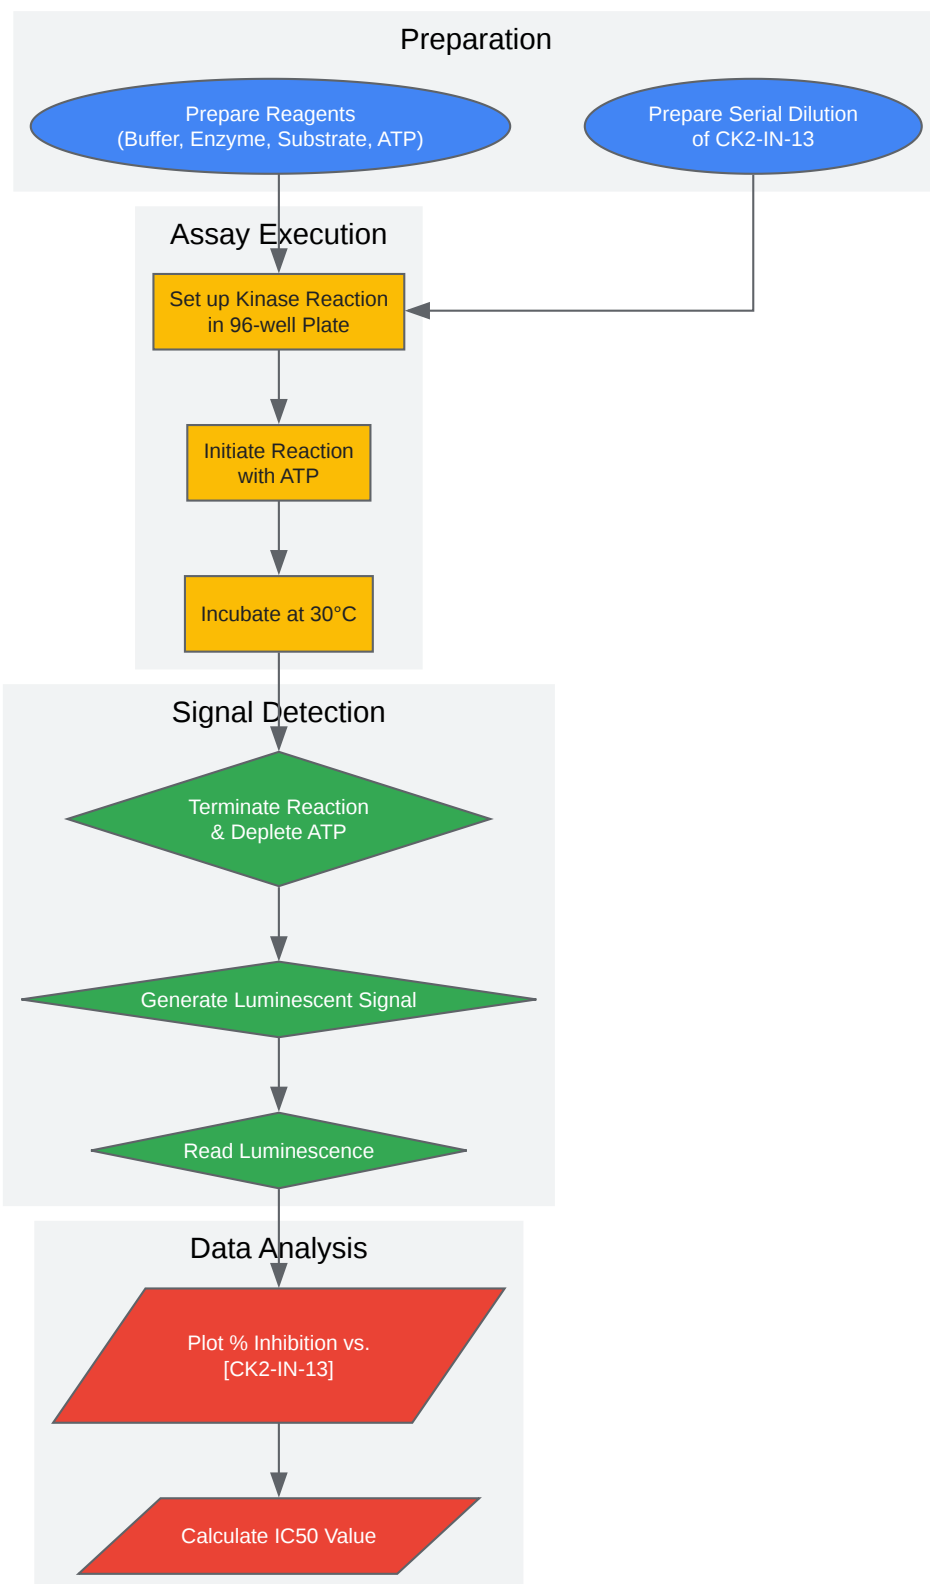 Preparation
Prepare Reagents
(Buffer, Enzyme, Substrate, ATP)
Prepare Serial Dilution
of CK2-IN-13
Assay Execution
Set up Kinase Reaction
in 96-well Plate
Initiate Reaction
with ATP
Incubate at 30°C
Signal Detection
Terminate Reaction
& Deplete ATP
Generate Luminescent Signal
Read Luminescence
Data Analysis
Plot % Inhibition vs.
[CK2-IN-13]
Calculate IC50 Value